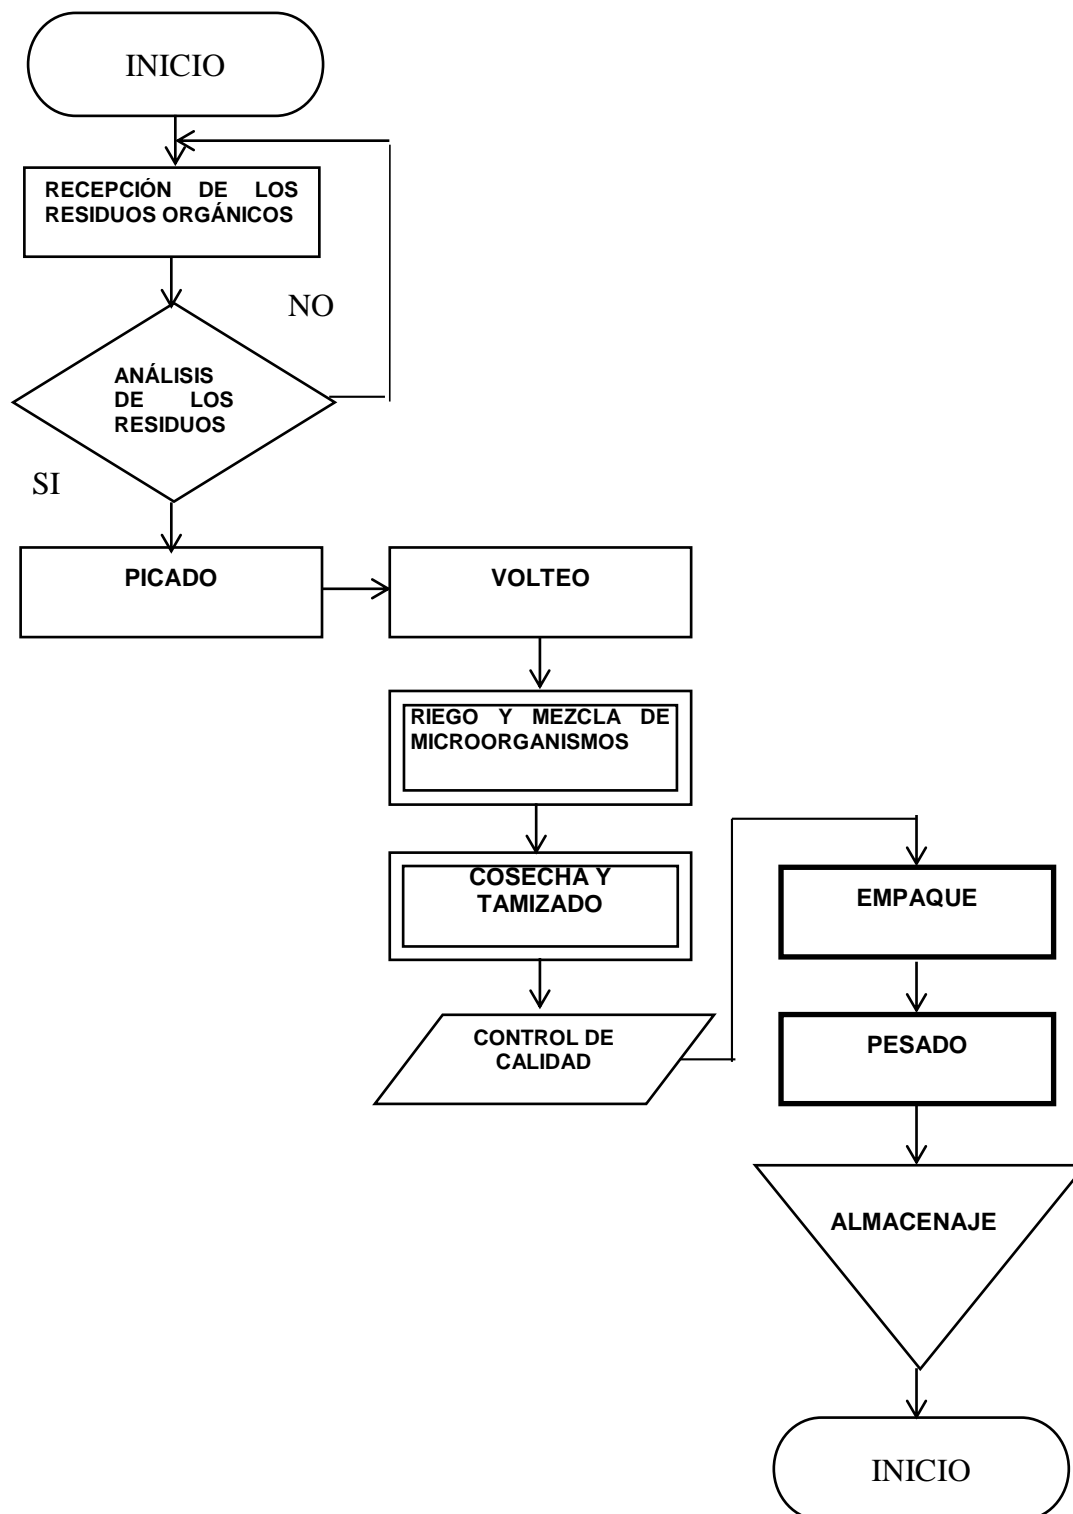 INICIO
RECEPCIÓN DE LOS
RESIDUOS ORGÁNICOS
NO
ANÁLISIS
DE LOS
RESIDUOS
SI
PICADO
VOLTEO
RIEGO Y MEZCLA DE
MICROORGANISMOS
COSECHA Y
TAMIZADO
CONTROL DE
CALIDAD
EMPAQUE
PESADO
ALMACENAJE
INICIO